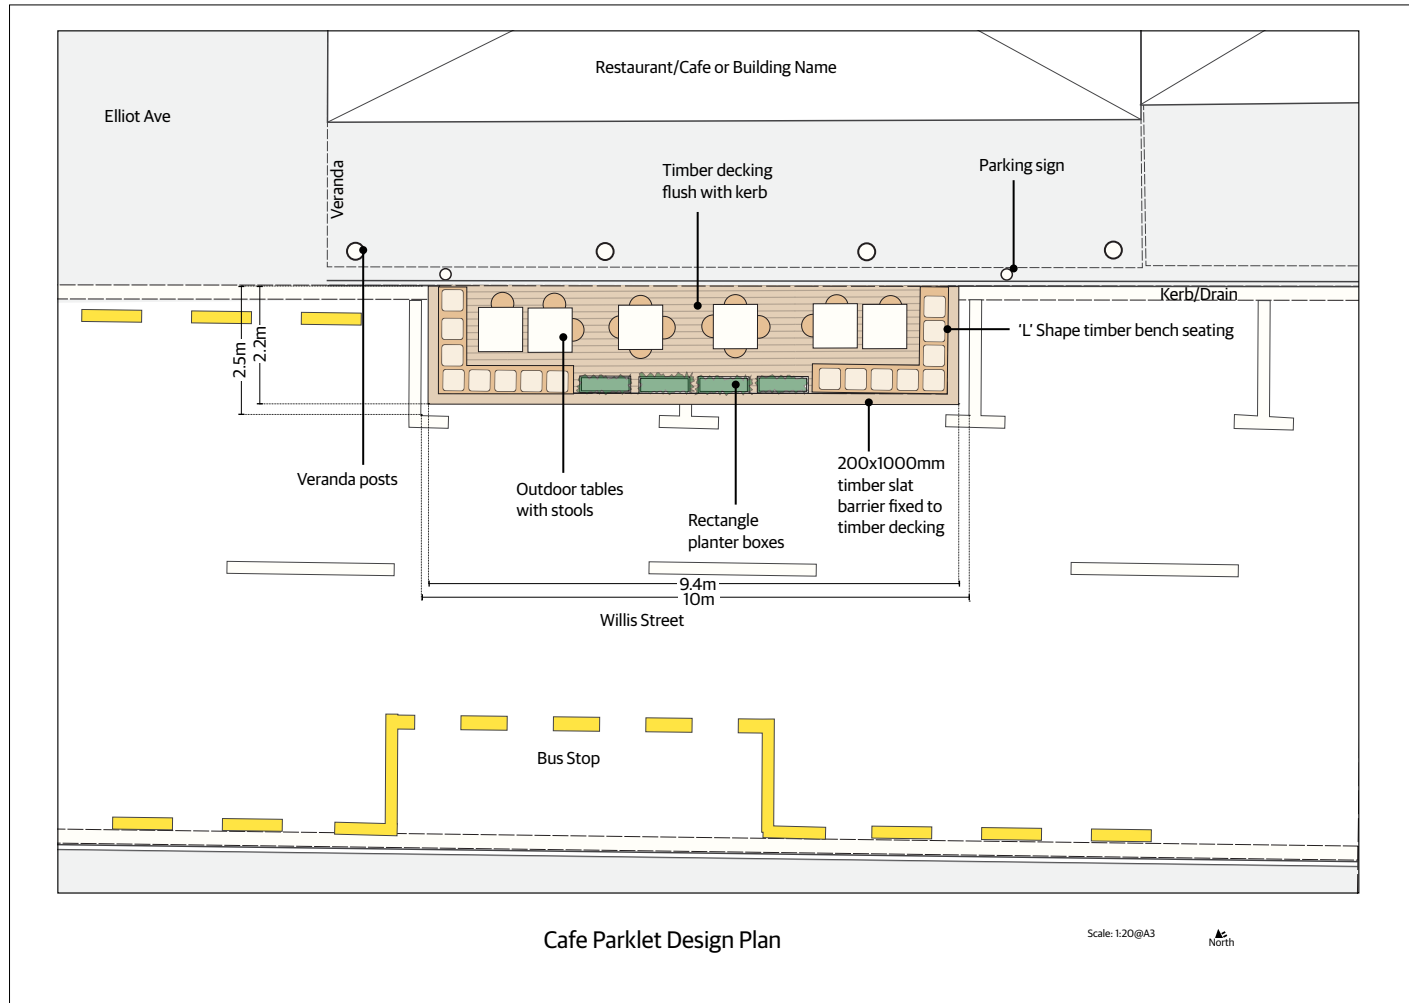 Restaurant/Cafe or Building Name
Elliot Ave
Veranda
Timber decking
flush with kerb
Parking sign
Kerb/Drain
‘L’ Shape timber bench seating
2.5m
2.2m
Veranda posts
Outdoor tables
with stools
Rectangle
planter boxes
200x1000mm
timber slat
barrier fixed to
timber decking
9.4m
10m
Willis Street
Bus Stop
Cafe Parklet Design Plan
Scale: 1:20@A3
North